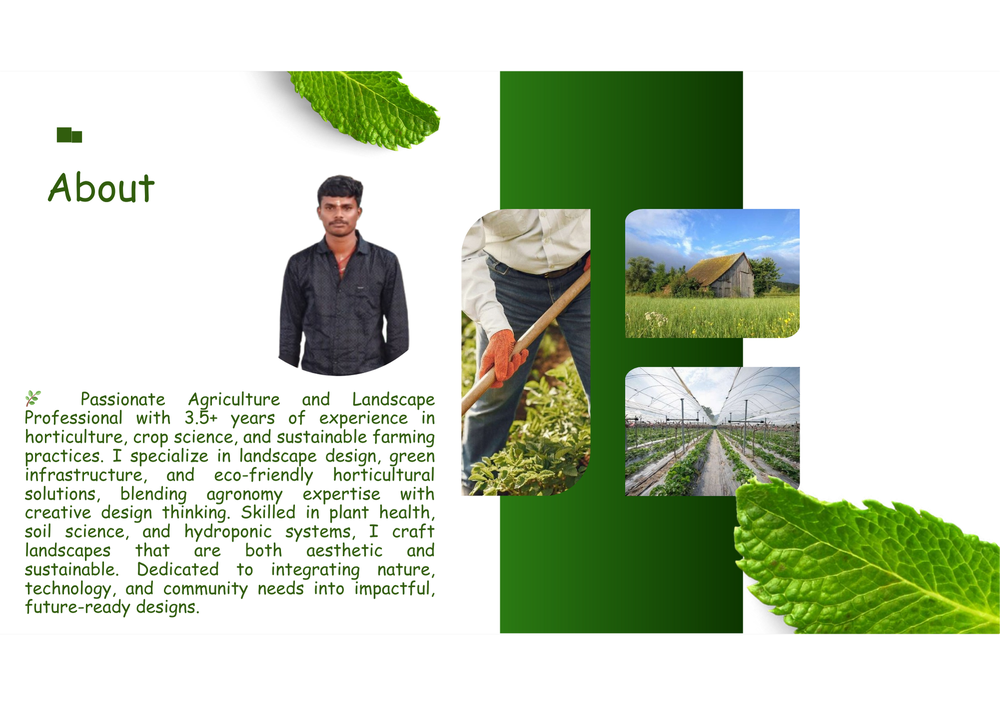 About
🌿 Passionate Agriculture and Landscape
Professional with 3.5+ years of experience in
horticulture, crop science, and sustainable farming
practices. I specialize in landscape design, green
infrastructure, and eco-friendly horticultural
solutions, blending agronomy expertise with
creative design thinking. Skilled in plant health,
soil science, and hydroponic systems, I craft
landscapes that are both aesthetic and
sustainable. Dedicated to integrating nature,
technology, and community needs into impactful,
future-ready designs.